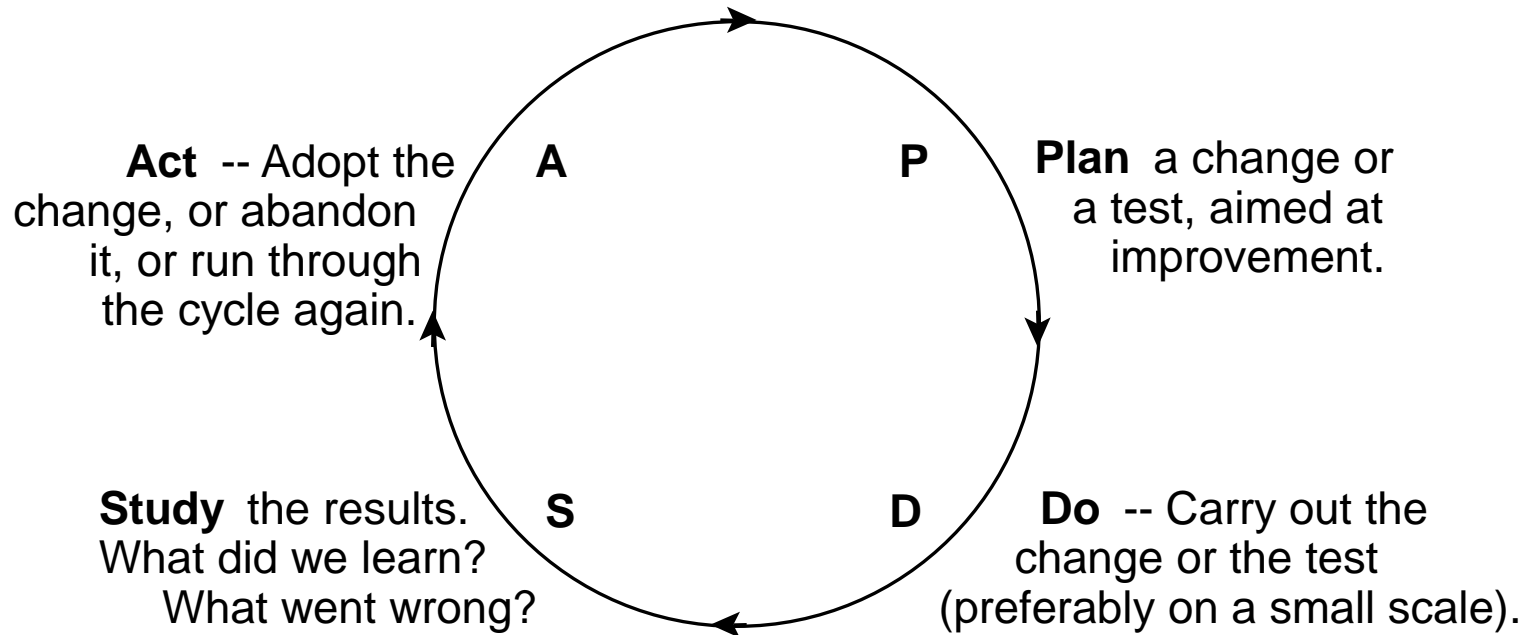 A
P
Act -- Adopt the
change, or abandon
it, or run through
the cycle again.
Plan a change or
a test, aimed at
improvement.
S
D
Study the results.
What did we learn?
What went wrong?
Do -- Carry out the
change or the test
(preferably on a small scale).